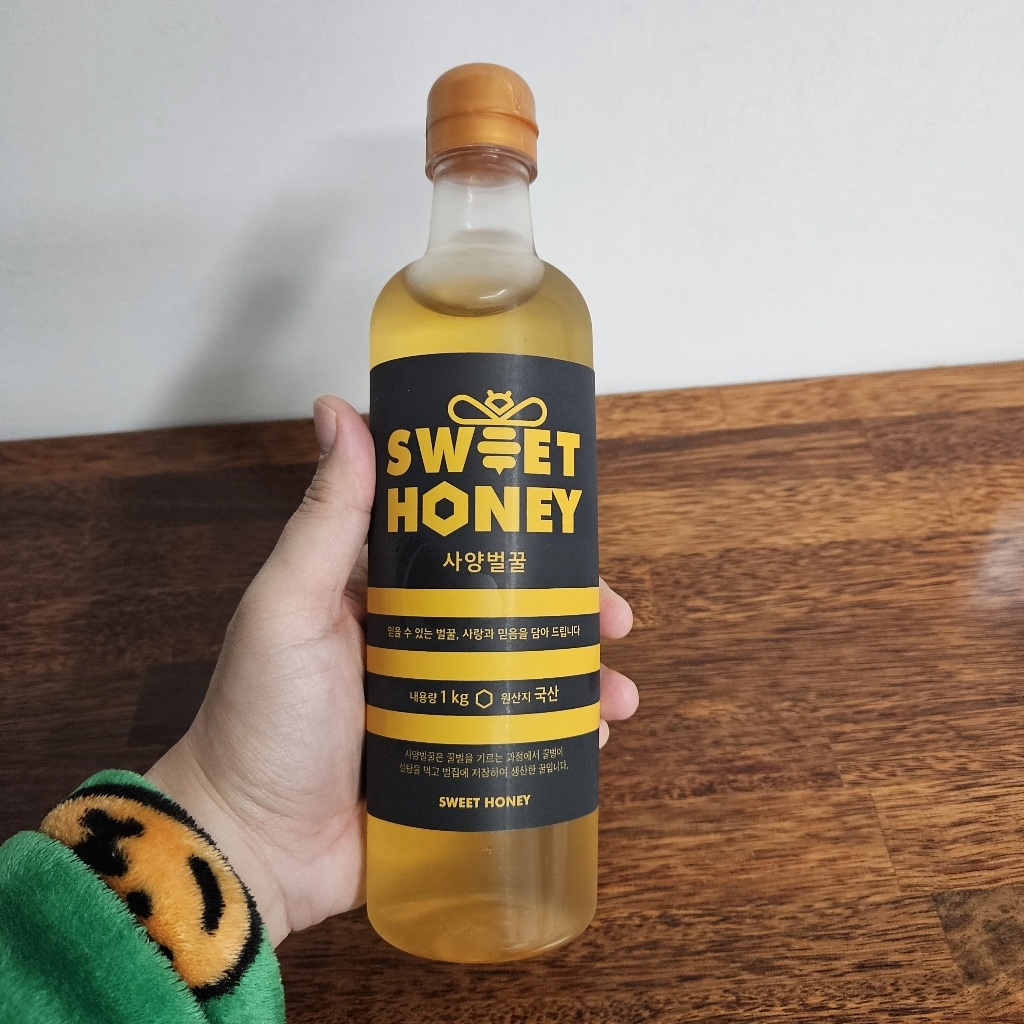 SWEET
HONEY
사양벌꿀
믿을 수 있는 벌꿀, 사랑과 믿음을 담아 드립니다
내용량 1 kg 원산지 국산
사양벌꿀은 꿀벌을 기르는 과정에서 꿀벌이
설탕을 먹고 벌집에 저장하여 생산한 꿀입니다.
SWEET HONEY